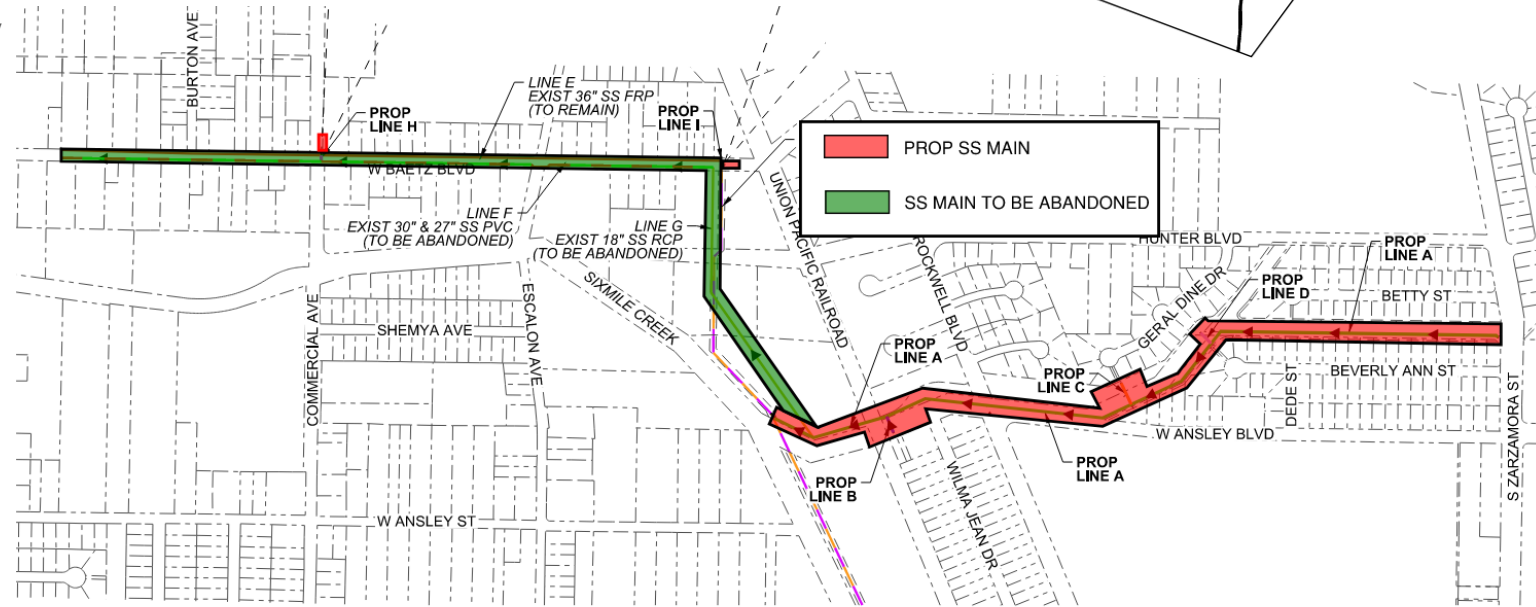 BURTON AVE
LINE E
EXIST 36" SS FRP
(TO REMAIN)
PROP
LINE H
PROP
LINE I
W BAETZ BLVD
LINE F
EXIST 30" & 27" SS PVC
(TO BE ABANDONED)
LINE G
EXIST 18" SS RCP
(TO BE ABANDONED)
PROP SS MAIN
SS MAIN TO BE ABANDONED
UNION PACIFIC RAILROAD
ROCKWELL BLVD
HUNTER BLVD
PROP
LINE A
PROP
LINE D
BETTY ST
GERAL DINE DR
SIXMILE CREEK
COMMERCIAL AVE
SHEMYA AVE
ESCALON AVE
PROP
LINE A
PROP
LINE C
BEVERLY ANN ST
DEDE ST
S ZARZAMORA ST
W ANSLEY BLVD
PROP
LINE A
PROP
LINE B
WILMA JEAN DR
W ANSLEY ST